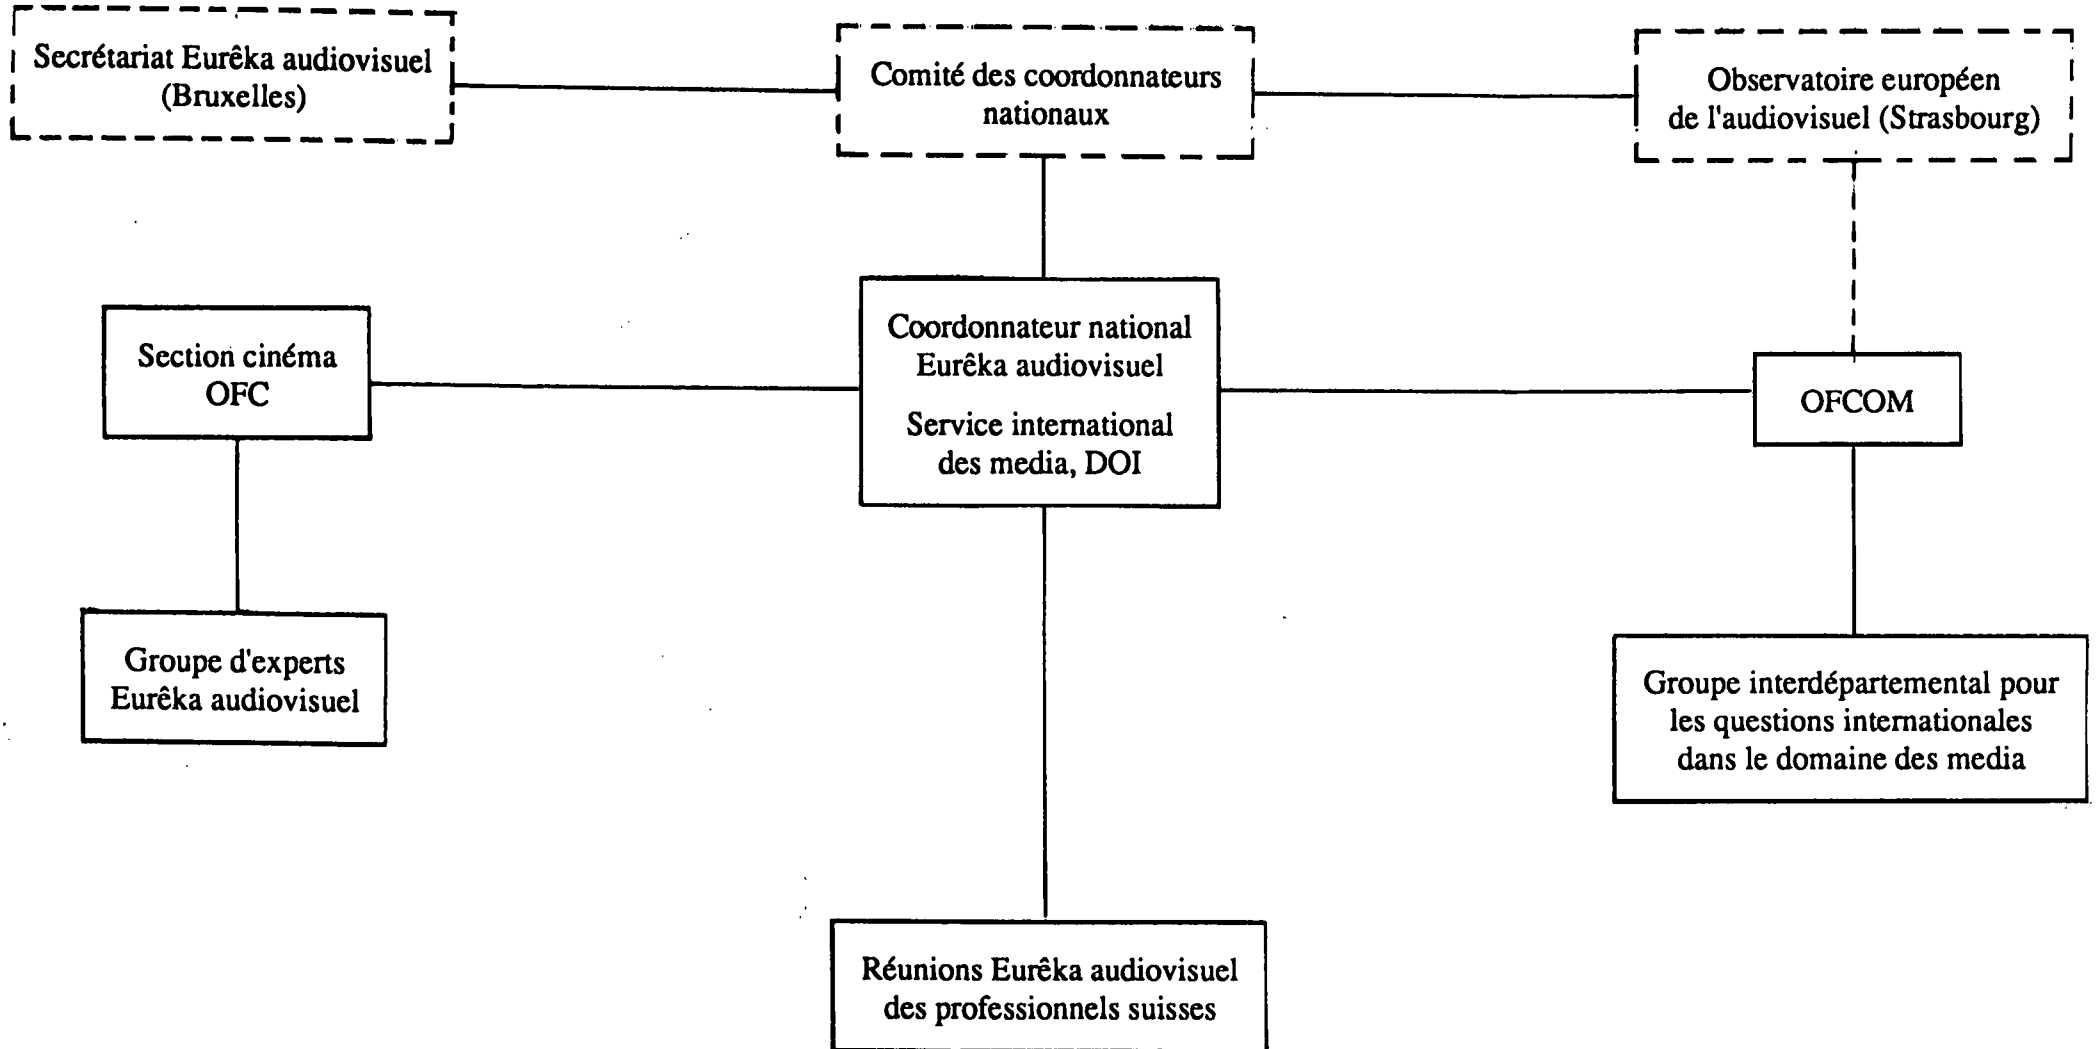 Secrétariat Eurêka audiovisuel
(Bruxelles)
Comité des coordonnateurs
nationaux
Observatoire européen
de l'audiovisuel (Strasbourg)
Section cinéma
OFC
Coordonnateur national
Eurêka audiovisuel
Service international
des media, DOI
OFCOM
Groupe d'experts
Eurêka audiovisuel
Groupe interdépartemental pour
les questions internationales
dans le domaine des media
Réunions Eurêka audiovisuel
des professionnels suisses